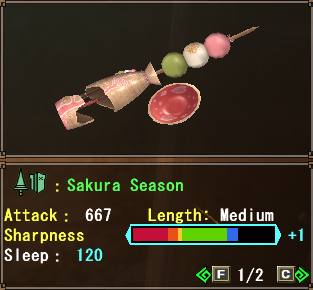 : Sakura Season
Attack : 667 Length: Medium
Sharpness +1
Sleep : 120
F 1/2 C